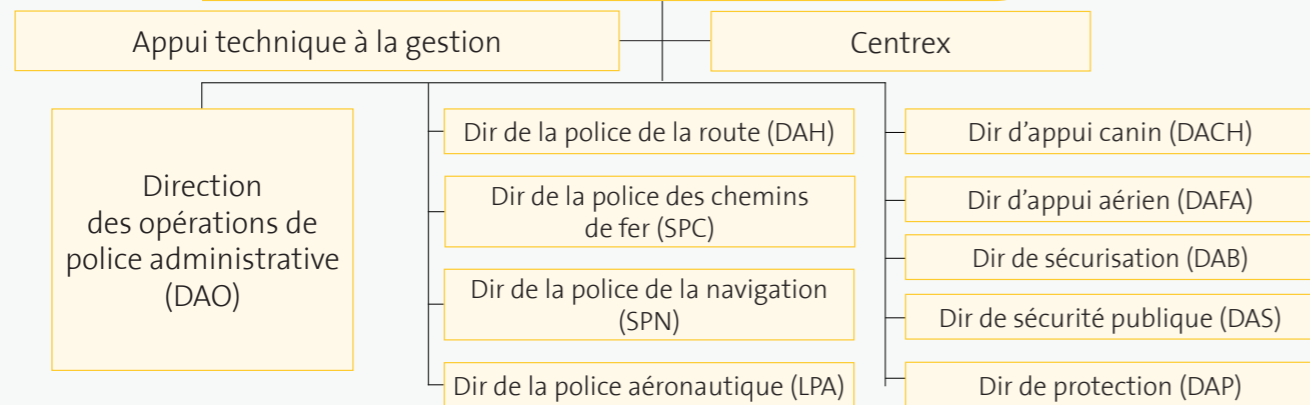 Appui technique à la gestion
Centrex
Direction
des opérations de
police administrative
(DAO)
Dir de la police de la route (DAH)
Dir de la police des chemins
de fer (SPC)
Dir de la police de la navigation
(SPN)
Dir de la police aéronautique (LPA)
Dir d’appui canin (DACH)
Dir d’appui aérien (DAFA)
Dir de sécurisation (DAB)
Dir de sécurité publique (DAS)
Dir de protection (DAP)